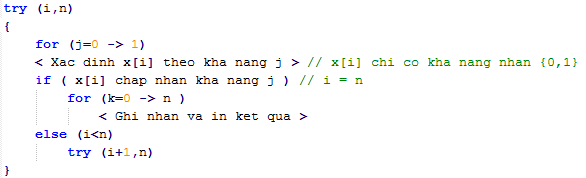 try (i,n)
{
for (j=0 -> 1)
< Xac dinh x[i] theo kha nang j > // x[i] chi co kha nang nhan {0,1}
if ( x[i] chap nhan kha nang j ) // i = n
for (k=0 -> n )
< Ghi nhan va in ket qua >
else (i<n)
try (i+1,n)
}